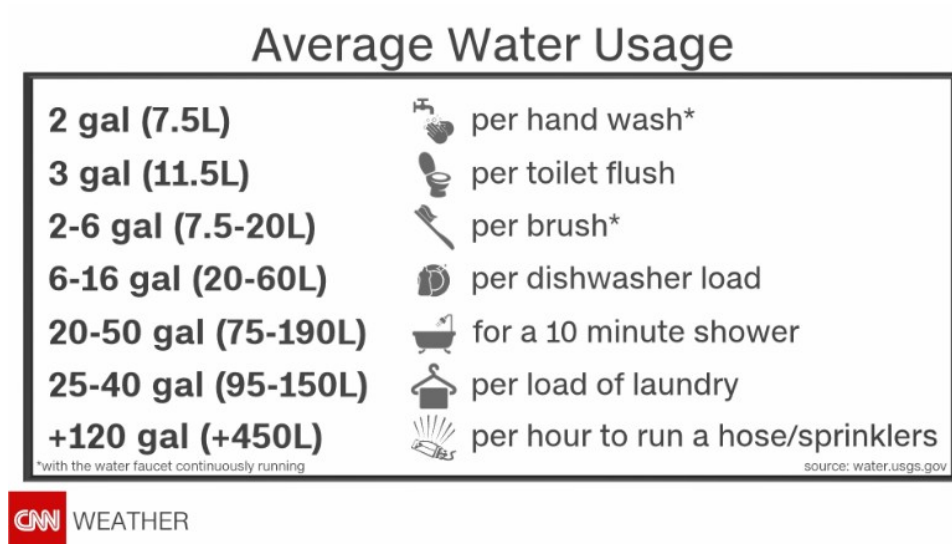 Average Water Usage
2 gal (7.5L) per hand wash*
3 gal (11.5L) per toilet flush
2-6 gal (7.5-20L) per brush*
6-16 gal (20-60L) per dishwasher load
20-50 gal (75-190L) for a 10 minute shower
25-40 gal (95-150L) per load of laundry
+120 gal (+450L) per hour to run a hose/sprinklers
*with the water faucet continuously running source: water.usgs.gov
CNN WEATHER